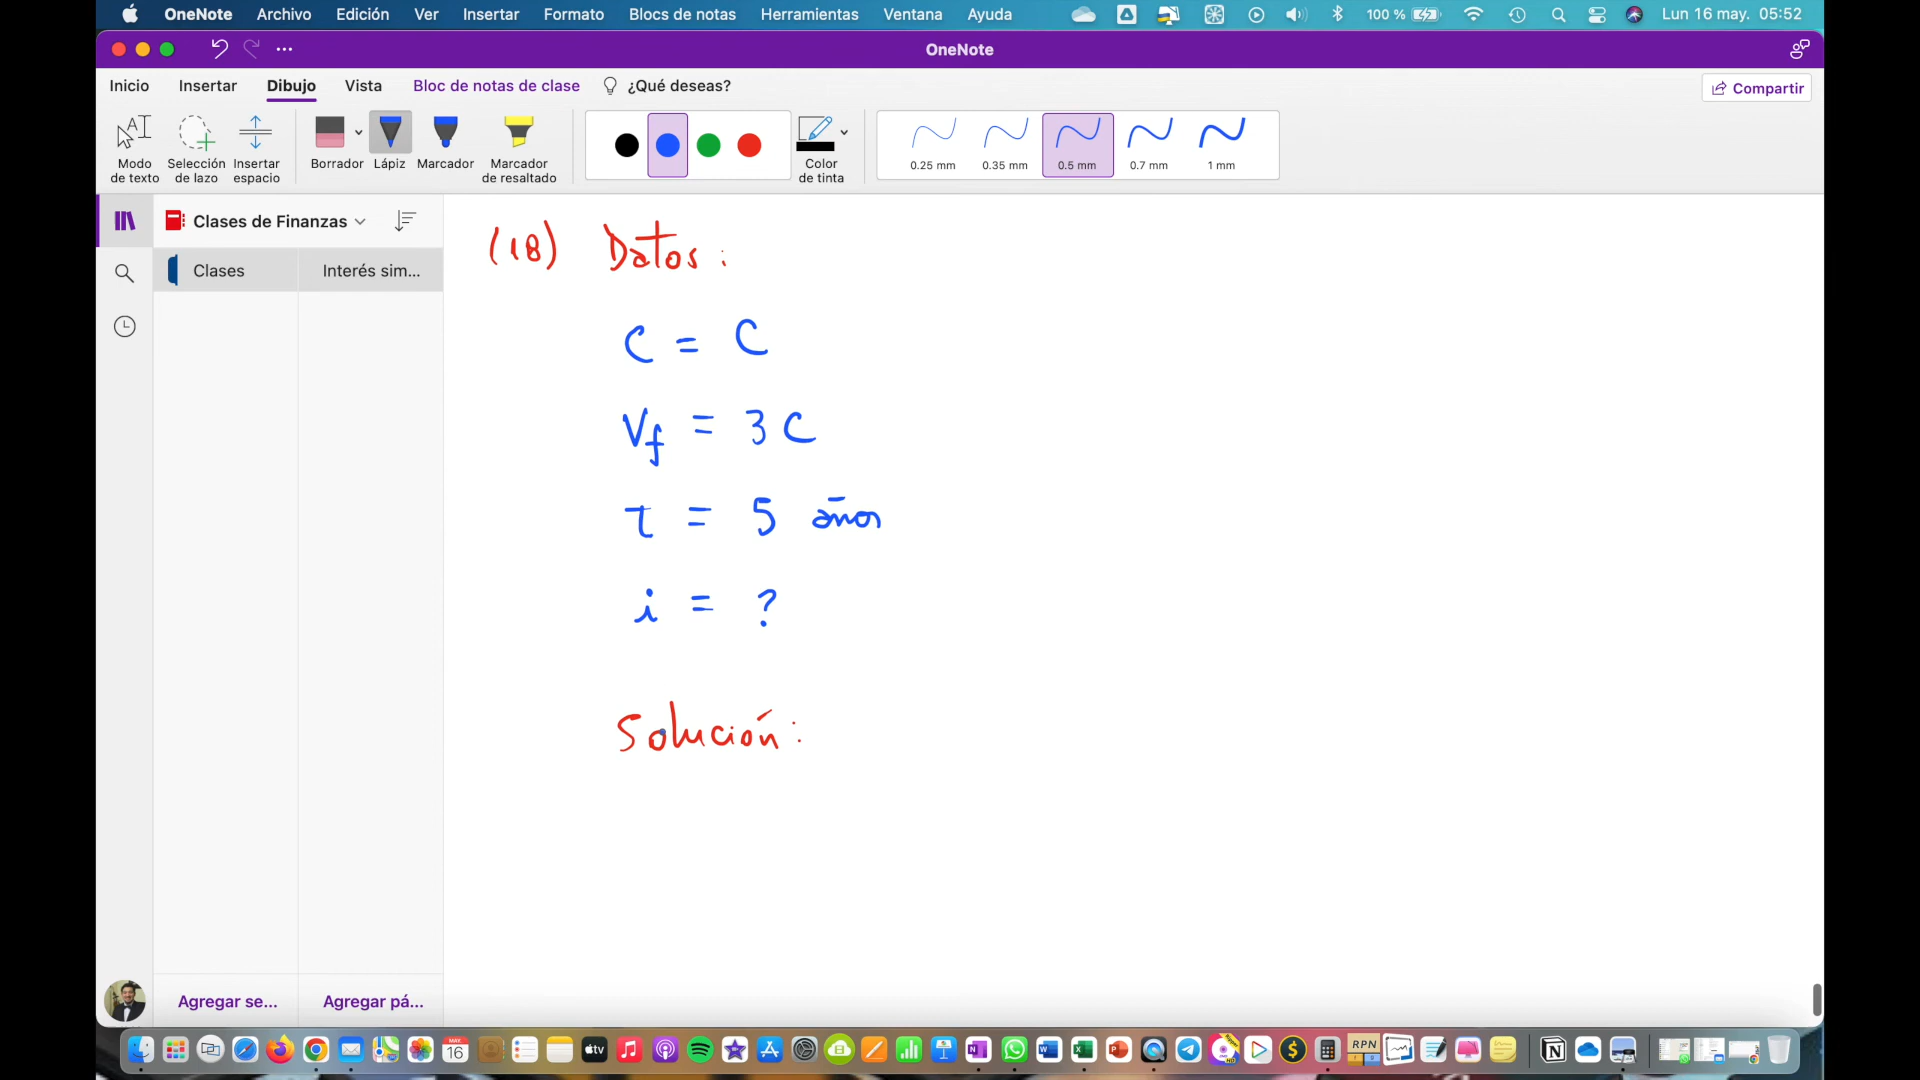 OneNote Archivo Edición Ver Insertar Formato Blocs de notas Herramientas Ventana Ayuda 100 % Lun 16 may. 05:52
OneNote
Inicio Insertar Dibujo Vista Bloc de notas de clase ¿Qué deseas? Compartir
Modo de texto
Selección de lazo
Insertar espacio
Borrador
Lápiz
Marcador
Marcador de resaltado
Color de tinta
0.25 mm 0.35 mm 0.5 mm 0.7 mm 1 mm
Clases de Finanzas
Clases Interés sim...
(18) Datos:
C = C
Vf = 3C
t = 5 años
i = ?
Solución:
Agregar se... Agregar pá...
MAY.
16
tv
RPN